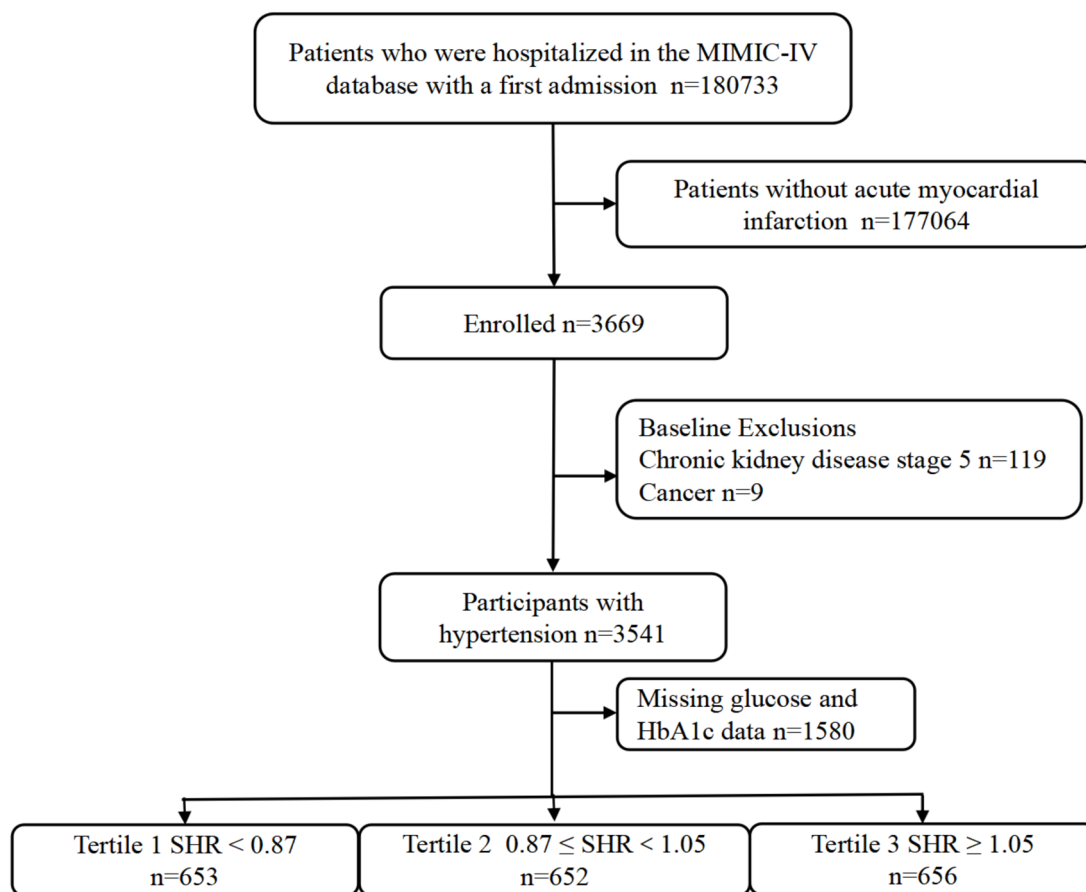 Patients who were hospitalized in the MIMIC-IV
database with a first admission  n=180733
Patients without acute myocardial
infarction  n=177064
Enrolled n=3669
Baseline Exclusions
Chronic kidney disease stage 5 n=119
Cancer n=9
Participants with
hypertension n=3541
Missing glucose and
HbA1c data n=1580
Tertile 1 SHR < 0.87
n=653
Tertile 2  0.87 ≤ SHR < 1.05
n=652
Tertile 3 SHR ≥ 1.05
n=656